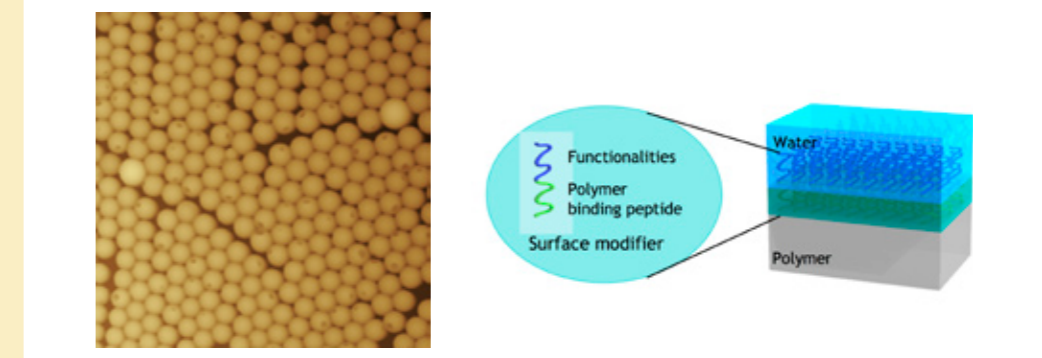 Functionalities
Polymer
binding peptide
Surface modifier
Water
Polymer